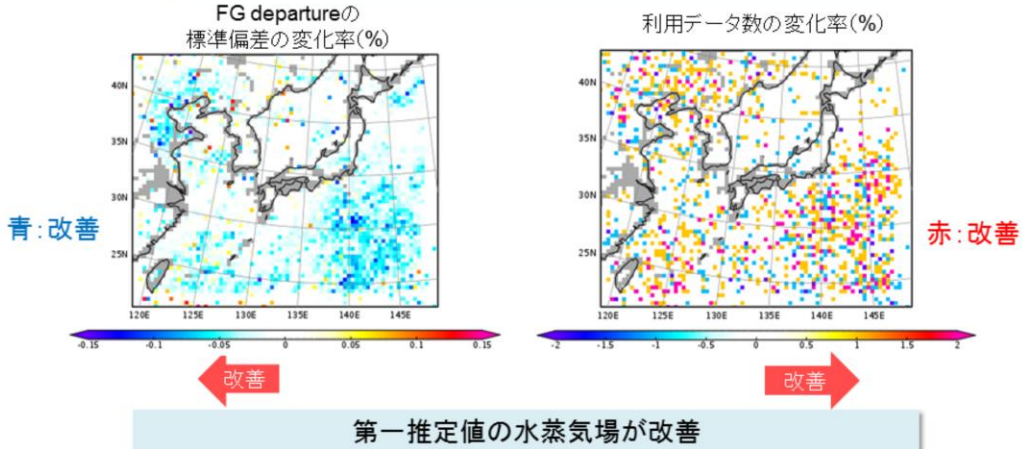 FG departureの
標準偏差の変化率(%)
利用データ数の変化率(%)
40N
35N
30N
25N
120E 125E 130E 135E 140E 145E
40N
35N
30N
25N
120E 125E 130E 135E 140E 145E
青:改善
赤:改善
-0.15 -0.1 -0.05 0 0.05 0.1 0.15
-2 -1.5 -1 -0.5 0 0.5 1 1.5 2
改善
改善
第一推定値の水蒸気場が改善